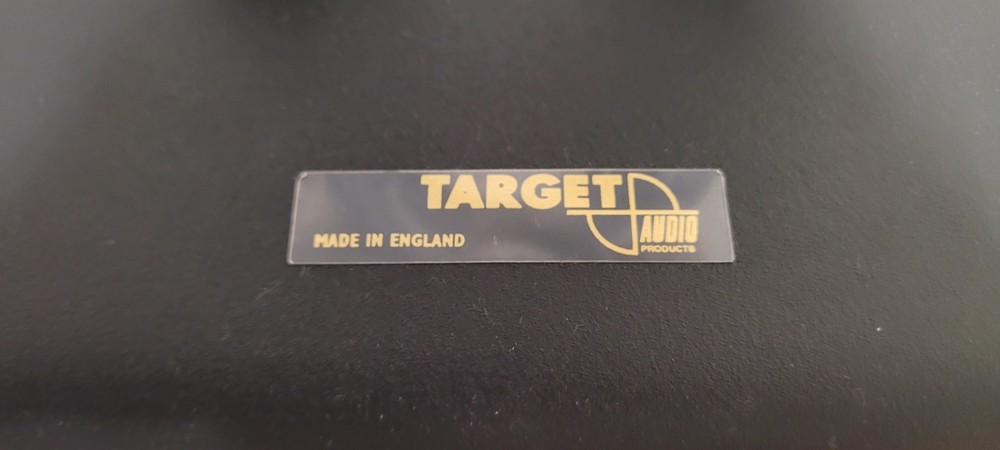 TARGET
AUDIO
PRODUCTS
MADE IN ENGLAND